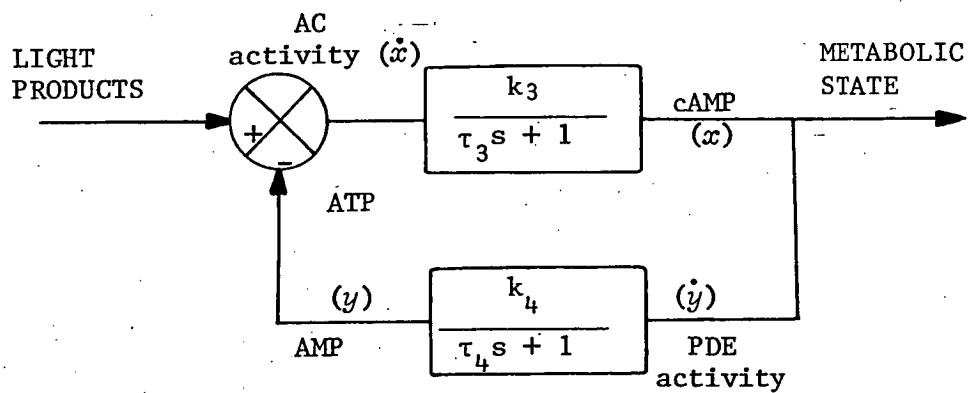 AC
activity (ẋ)
LIGHT
PRODUCTS
METABOLIC
STATE
k₃
τ₃s + 1
cAMP
(x)
+
-
ATP
(y)
k₄
τ₄s + 1
(ẏ)
AMP
PDE
activity